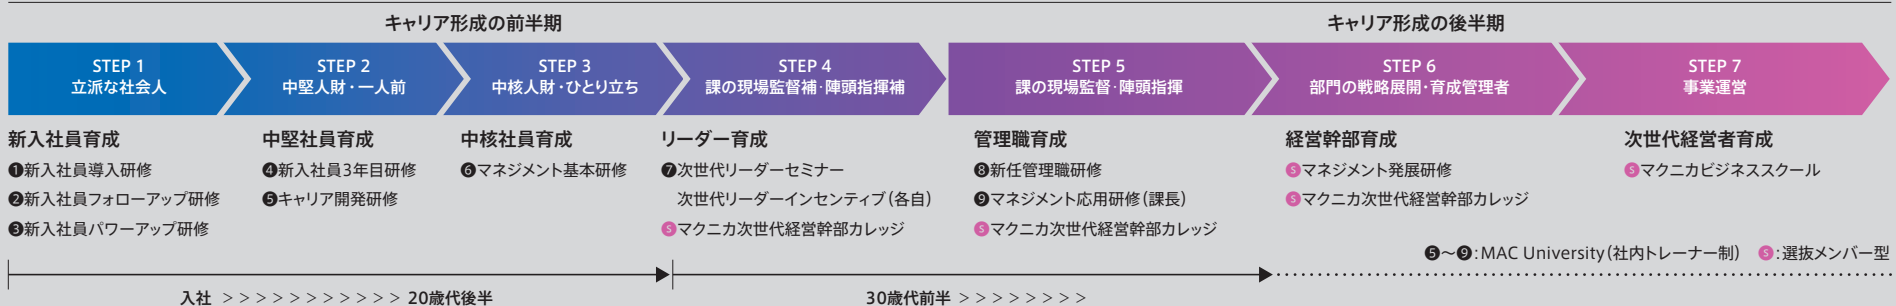 キャリア形成の前半期
キャリア形成の後半期
STEP 1
立派な社会人
STEP 2
中堅人財・一人前
STEP 3
中核人財・ひとり立ち
STEP 4
課の現場監督補・陣頭指揮補
STEP 5
課の現場監督・陣頭指揮
STEP 6
部門の戦略展開・育成管理者
STEP 7
事業運営
新入社員育成
❶新入社員導入研修
❷新入社員フォローアップ研修
❸新入社員パワーアップ研修
中堅社員育成
❹新入社員3年目研修
❺キャリア開発研修
中核社員育成
❻マネジメント基本研修
リーダー育成
❼次世代リーダーセミナー
次世代リーダーインセンティブ(各自)
Ⓢマクニカ次世代経営幹部カレッジ
管理職育成
❽新任管理職研修
❾マネジメント応用研修(課長)
Ⓢマクニカ次世代経営幹部カレッジ
経営幹部育成
Ⓢマネジメント発展研修
Ⓢマクニカ次世代経営幹部カレッジ
次世代経営者育成
Ⓢマクニカビジネススクール
❺～❾:MAC University(社内トレーナー制) Ⓢ:選抜メンバー型
入社 >>>>>>>>>>> 20歳代後半
30歳代前半 >>>>>>>>